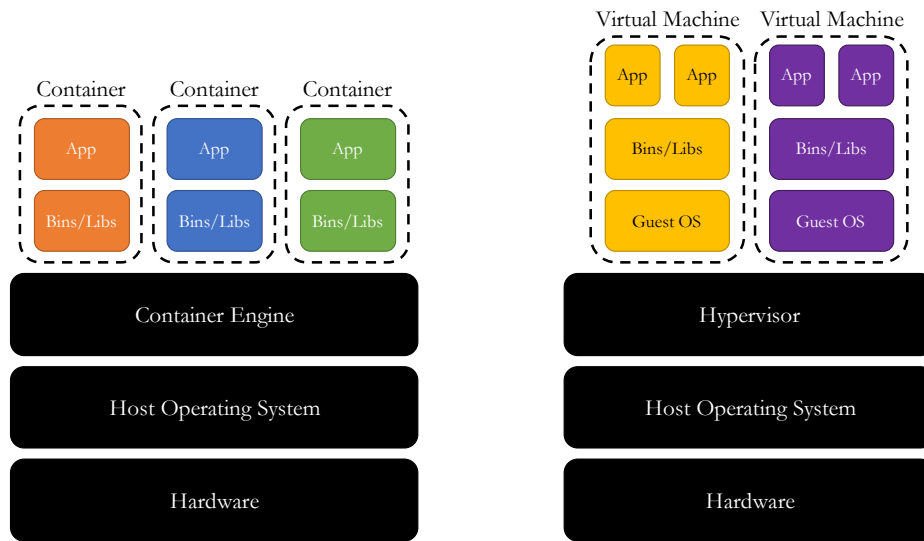 Container
Container
Container
App
App
App
Bins/Libs
Bins/Libs
Bins/Libs
Container Engine
Host Operating System
Hardware
Virtual Machine
Virtual Machine
App
App
App
App
Bins/Libs
Bins/Libs
Guest OS
Guest OS
Hypervisor
Host Operating System
Hardware